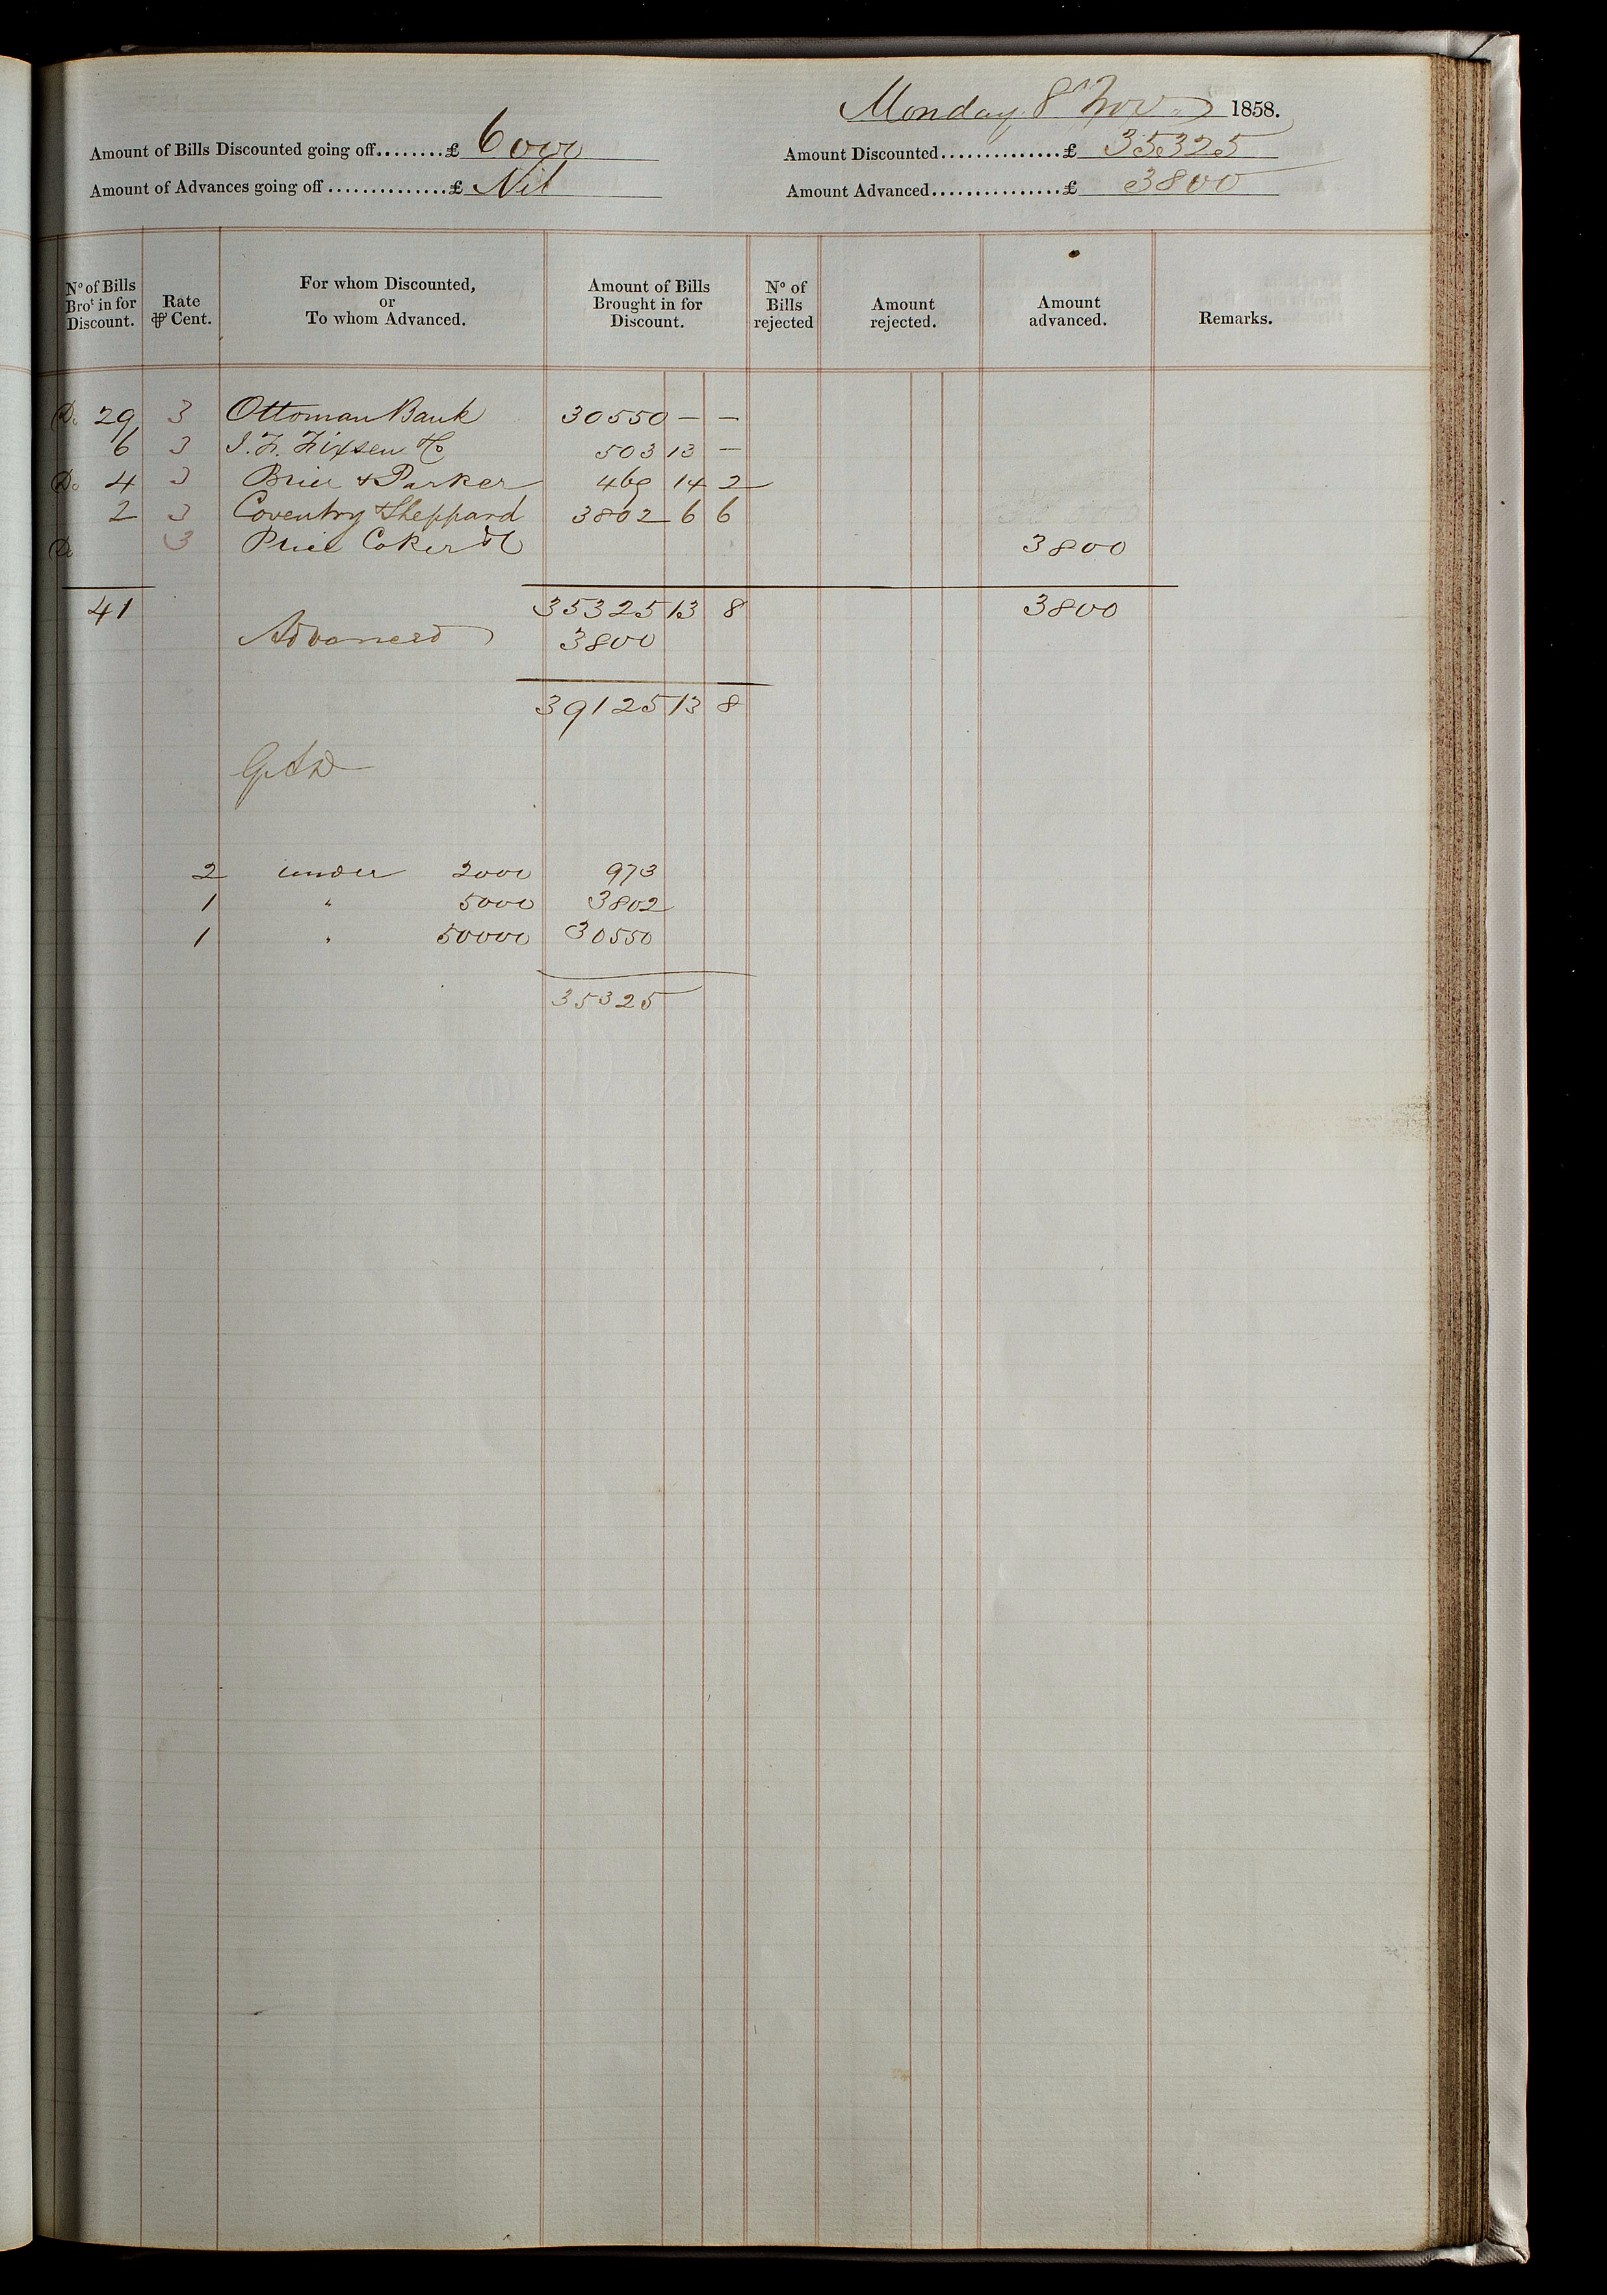 Monday 8th Nov 1858.
Amount of Bills Discounted going off........£ 6000
Amount Discounted..............£ 35325
Amount of Advances going off ..............£ Nil
Amount Advanced...............£ 3800
No of Bills Brot in for Discount.
Rate ⅌ Cent.
For whom Discounted, or To whom Advanced.
Amount of Bills Brought in for Discount.
No of Bills rejected
Amount rejected.
Amount advanced.
Remarks.
Do 29 3 Ottoman Bank 30550 – –
6 3 J. F. Fixsen & Co 503 13 –
Do 4 3 Brice & Parker 469 14 2
2 3 Coventry & Sheppard 3802 6 6
Do 3 Price Coker & Co 3800
41 35325 13 8 3800
Advanced 3800
39125 13 8
2 under 2000 973
1 " 5000 3802
1 " 50000 30550
35325